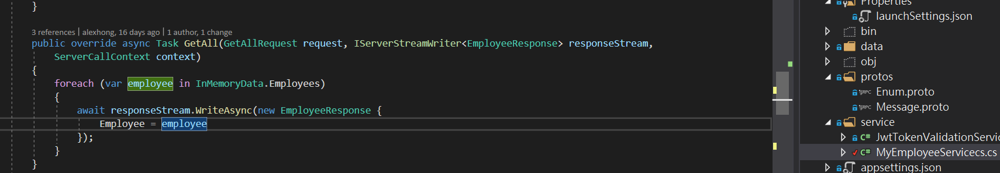 }
3 references | alexhong, 16 days ago | 1 author, 1 change
public override async Task GetAll(GetAllRequest request, IServerStreamWriter<EmployeeResponse> responseStream,
ServerCallContext context)
{
foreach (var employee in InMemoryData.Employees)
{
await responseStream.WriteAsync(new EmployeeResponse {
Employee = employee
});
}
}
Properties
launchSettings.json
bin
data
obj
protos
gRPC Enum.proto
gRPC Message.proto
service
C# JwtTokenValidationServi
C# MyEmployeeServicecs.cs
appsettings.json